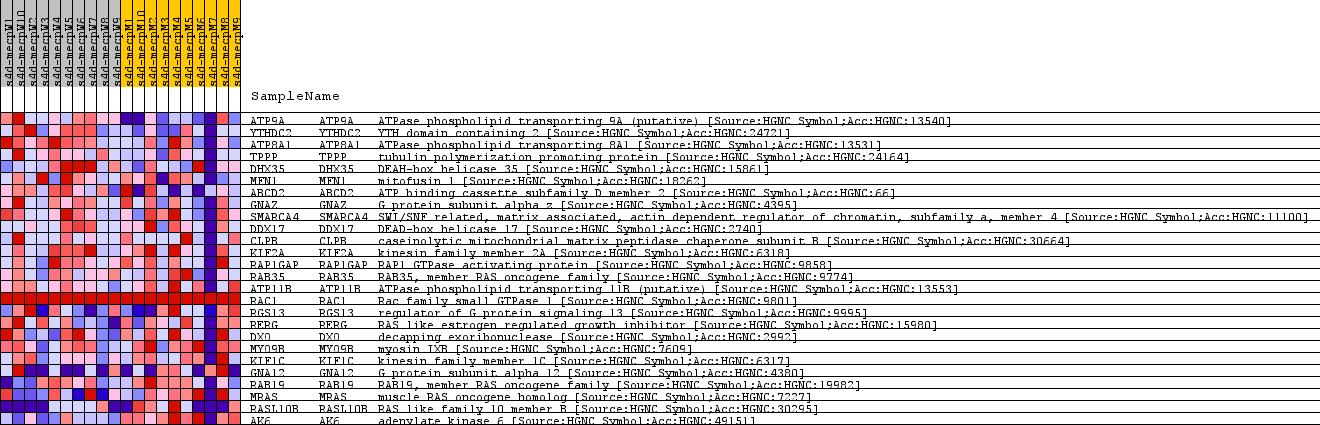 s4d-mecpW1
s4d-mecpW10
s4d-mecpW2
s4d-mecpW3
s4d-mecpW4
s4d-mecpW5
s4d-mecpW6
s4d-mecpW7
s4d-mecpW8
s4d-mecpW9
s4d-mecpM1
s4d-mecpM10
s4d-mecpM2
s4d-mecpM3
s4d-mecpM4
s4d-mecpM5
s4d-mecpM6
s4d-mecpM7
s4d-mecpM8
s4d-mecpM9
SampleName
ATP9A ATP9A ATPase phospholipid transporting 9A (putative) [Source:HGNC Symbol;Acc:HGNC:13540]
YTHDC2 YTHDC2 YTH domain containing 2 [Source:HGNC Symbol;Acc:HGNC:24721]
ATP8A1 ATP8A1 ATPase phospholipid transporting 8A1 [Source:HGNC Symbol;Acc:HGNC:13531]
TPPP TPPP tubulin polymerization promoting protein [Source:HGNC Symbol;Acc:HGNC:24164]
DHX35 DHX35 DEAH-box helicase 35 [Source:HGNC Symbol;Acc:HGNC:15861]
MFN1 MFN1 mitofusin 1 [Source:HGNC Symbol;Acc:HGNC:18262]
ABCD2 ABCD2 ATP binding cassette subfamily D member 2 [Source:HGNC Symbol;Acc:HGNC:66]
GNAZ GNAZ G protein subunit alpha z [Source:HGNC Symbol;Acc:HGNC:4395]
SMARCA4 SMARCA4 SWI/SNF related, matrix associated, actin dependent regulator of chromatin, subfamily a, member 4 [Source:HGNC Symbol;Acc:HGNC:11100]
DDX17 DDX17 DEAD-box helicase 17 [Source:HGNC Symbol;Acc:HGNC:2740]
CLPB CLPB caseinolytic mitochondrial matrix peptidase chaperone subunit B [Source:HGNC Symbol;Acc:HGNC:30664]
KIF2A KIF2A kinesin family member 2A [Source:HGNC Symbol;Acc:HGNC:6318]
RAP1GAP RAP1GAP RAP1 GTPase activating protein [Source:HGNC Symbol;Acc:HGNC:9858]
RAB35 RAB35 RAB35, member RAS oncogene family [Source:HGNC Symbol;Acc:HGNC:9774]
ATP11B ATP11B ATPase phospholipid transporting 11B (putative) [Source:HGNC Symbol;Acc:HGNC:13553]
RAC1 RAC1 Rac family small GTPase 1 [Source:HGNC Symbol;Acc:HGNC:9801]
RGS13 RGS13 regulator of G protein signaling 13 [Source:HGNC Symbol;Acc:HGNC:9995]
RERG RERG RAS like estrogen regulated growth inhibitor [Source:HGNC Symbol;Acc:HGNC:15980]
DXO DXO decapping exoribonuclease [Source:HGNC Symbol;Acc:HGNC:2992]
MYO9B MYO9B myosin IXB [Source:HGNC Symbol;Acc:HGNC:7609]
KIF1C KIF1C kinesin family member 1C [Source:HGNC Symbol;Acc:HGNC:6317]
GNA12 GNA12 G protein subunit alpha 12 [Source:HGNC Symbol;Acc:HGNC:4380]
RAB19 RAB19 RAB19, member RAS oncogene family [Source:HGNC Symbol;Acc:HGNC:19982]
MRAS MRAS muscle RAS oncogene homolog [Source:HGNC Symbol;Acc:HGNC:7227]
RASL10B RASL10B RAS like family 10 member B [Source:HGNC Symbol;Acc:HGNC:30295]
AK6 AK6 adenylate kinase 6 [Source:HGNC Symbol;Acc:HGNC:49151]